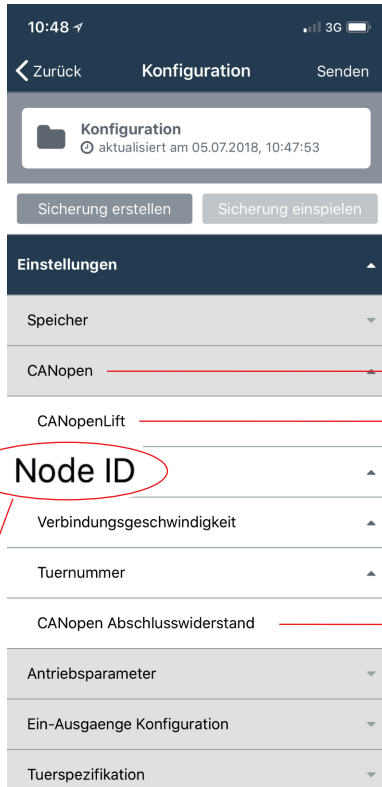 10:48
3G
Zurück
Konfiguration
Senden
Konfiguration
aktualisiert am 05.07.2018, 10:47:53
Sicherung erstellen
Sicherung einspielen
Einstellungen
Speicher
CANopen
CANopenLift
Node ID
Verbindungsgeschwindigkeit
Tuernummer
CANopen Abschlusswiderstand
Antriebsparameter
Ein-Ausgaenge Konfiguration
Tuerspezifikation